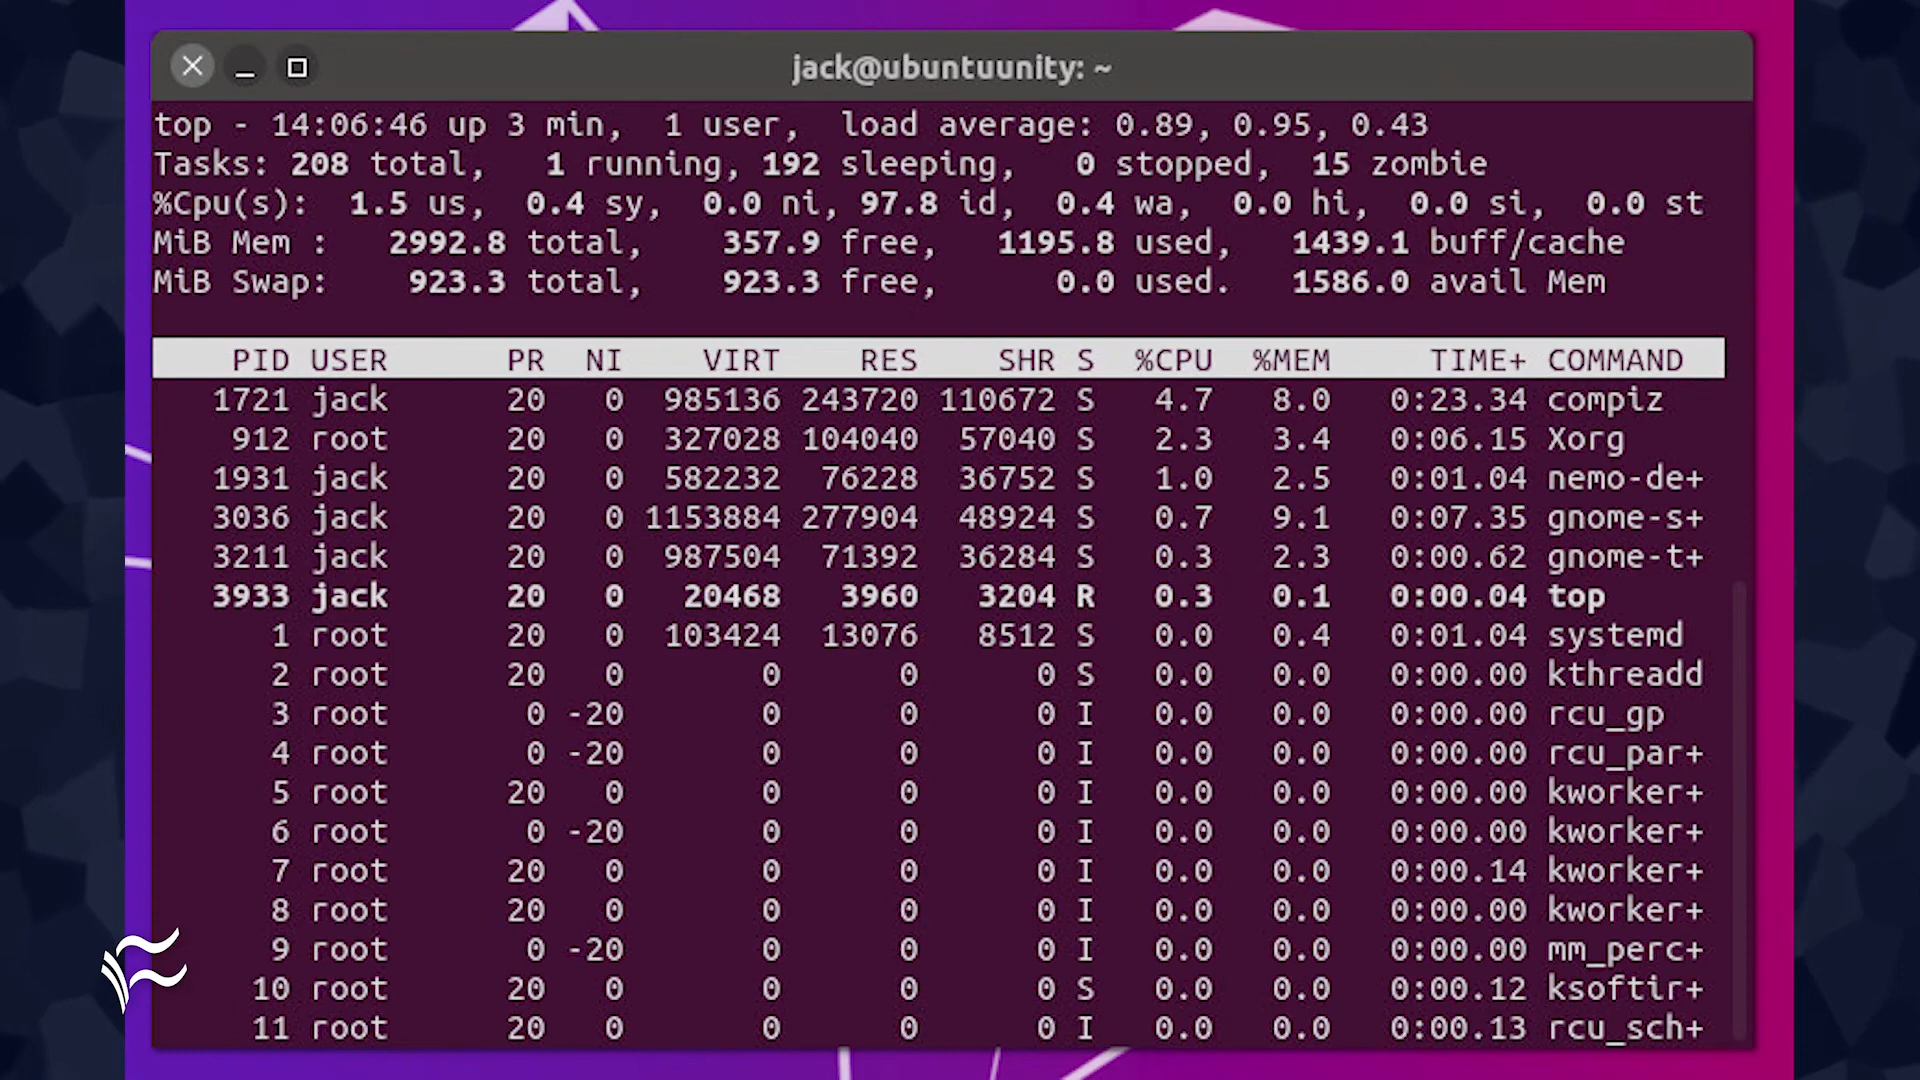 jack@ubuntuunity: ~
top - 14:06:46 up 3 min,  1 user,  load average: 0.89, 0.95, 0.43
Tasks: 208 total,   1 running, 192 sleeping,   0 stopped,  15 zombie
%Cpu(s):  1.5 us,  0.4 sy,  0.0 ni, 97.8 id,  0.4 wa,  0.0 hi,  0.0 si,  0.0 st
MiB Mem :   2992.8 total,    357.9 free,   1195.8 used,   1439.1 buff/cache
MiB Swap:    923.3 total,    923.3 free,      0.0 used.   1586.0 avail Mem
PID USER      PR  NI    VIRT    RES    SHR S  %CPU  %MEM     TIME+ COMMAND
1721 jack      20   0  985136 243720 110672 S   4.7   8.0   0:23.34 compiz
912 root      20   0  327028 104040  57040 S   2.3   3.4   0:06.15 Xorg
1931 jack      20   0  582232  76228  36752 S   1.0   2.5   0:01.04 nemo-de+
3036 jack      20   0 1153884 277904  48924 S   0.7   9.1   0:07.35 gnome-s+
3211 jack      20   0  987504  71392  36284 S   0.3   2.3   0:00.62 gnome-t+
3933 jack      20   0   20468   3960   3204 R   0.3   0.1   0:00.04 top
1 root      20   0  103424  13076   8512 S   0.0   0.4   0:01.04 systemd
2 root      20   0       0      0      0 S   0.0   0.0   0:00.00 kthreadd
3 root       0 -20       0      0      0 I   0.0   0.0   0:00.00 rcu_gp
4 root       0 -20       0      0      0 I   0.0   0.0   0:00.00 rcu_par+
5 root      20   0       0      0      0 I   0.0   0.0   0:00.00 kworker+
6 root       0 -20       0      0      0 I   0.0   0.0   0:00.00 kworker+
7 root      20   0       0      0      0 I   0.0   0.0   0:00.14 kworker+
8 root      20   0       0      0      0 I   0.0   0.0   0:00.00 kworker+
9 root       0 -20       0      0      0 I   0.0   0.0   0:00.00 mm_perc+
10 root      20   0       0      0      0 S   0.0   0.0   0:00.12 ksoftir+
11 root      20   0       0      0      0 I   0.0   0.0   0:00.13 rcu_sch+